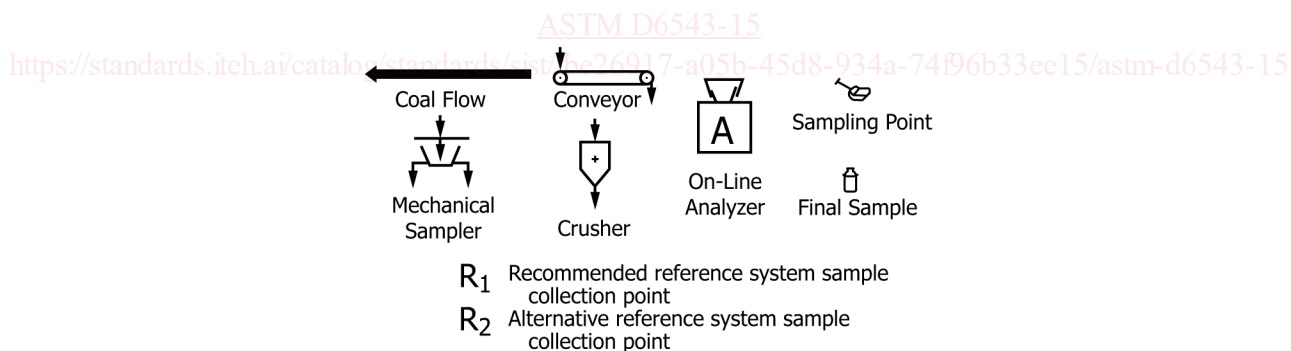 ASTM D6543-15
https://standards.iteh.ai/catalog/standards/sist/fbe26917-a05b-45d8-934a-74f96b33ee15/astm-d6543-15
Coal Flow
Conveyor
A
Sampling Point
Mechanical
Sampler
Crusher
On-Line
Analyzer
Final Sample
R1 Recommended reference system sample
collection point
R2 Alternative reference system sample
collection point